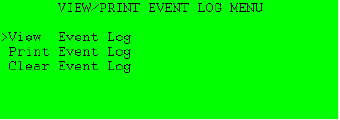 VIEW/PRINT EVENT LOG MENU
>View  Event Log
Print Event Log
Clear Event Log